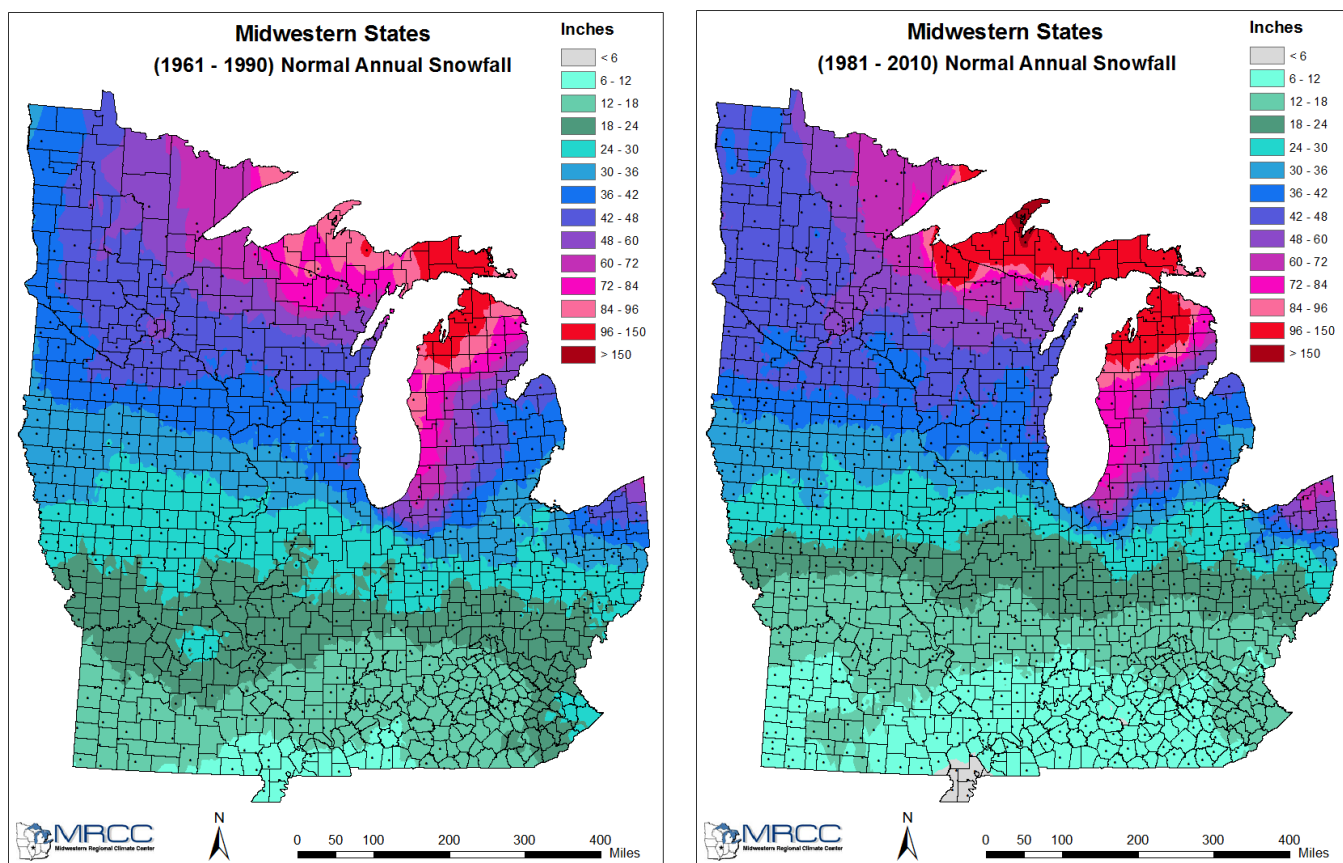 Midwestern States
(1961 - 1990) Normal Annual Snowfall
Inches
< 6
6 - 12
12 - 18
18 - 24
24 - 30
30 - 36
36 - 42
42 - 48
48 - 60
60 - 72
72 - 84
84 - 96
96 - 150
> 150
MRCC
Midwestern Regional Climate Center
N
0 50 100 200 300 400
Miles
Midwestern States
(1981 - 2010) Normal Annual Snowfall
Inches
< 6
6 - 12
12 - 18
18 - 24
24 - 30
30 - 36
36 - 42
42 - 48
48 - 60
60 - 72
72 - 84
84 - 96
96 - 150
> 150
MRCC
Midwestern Regional Climate Center
N
0 50 100 200 300 400
Miles